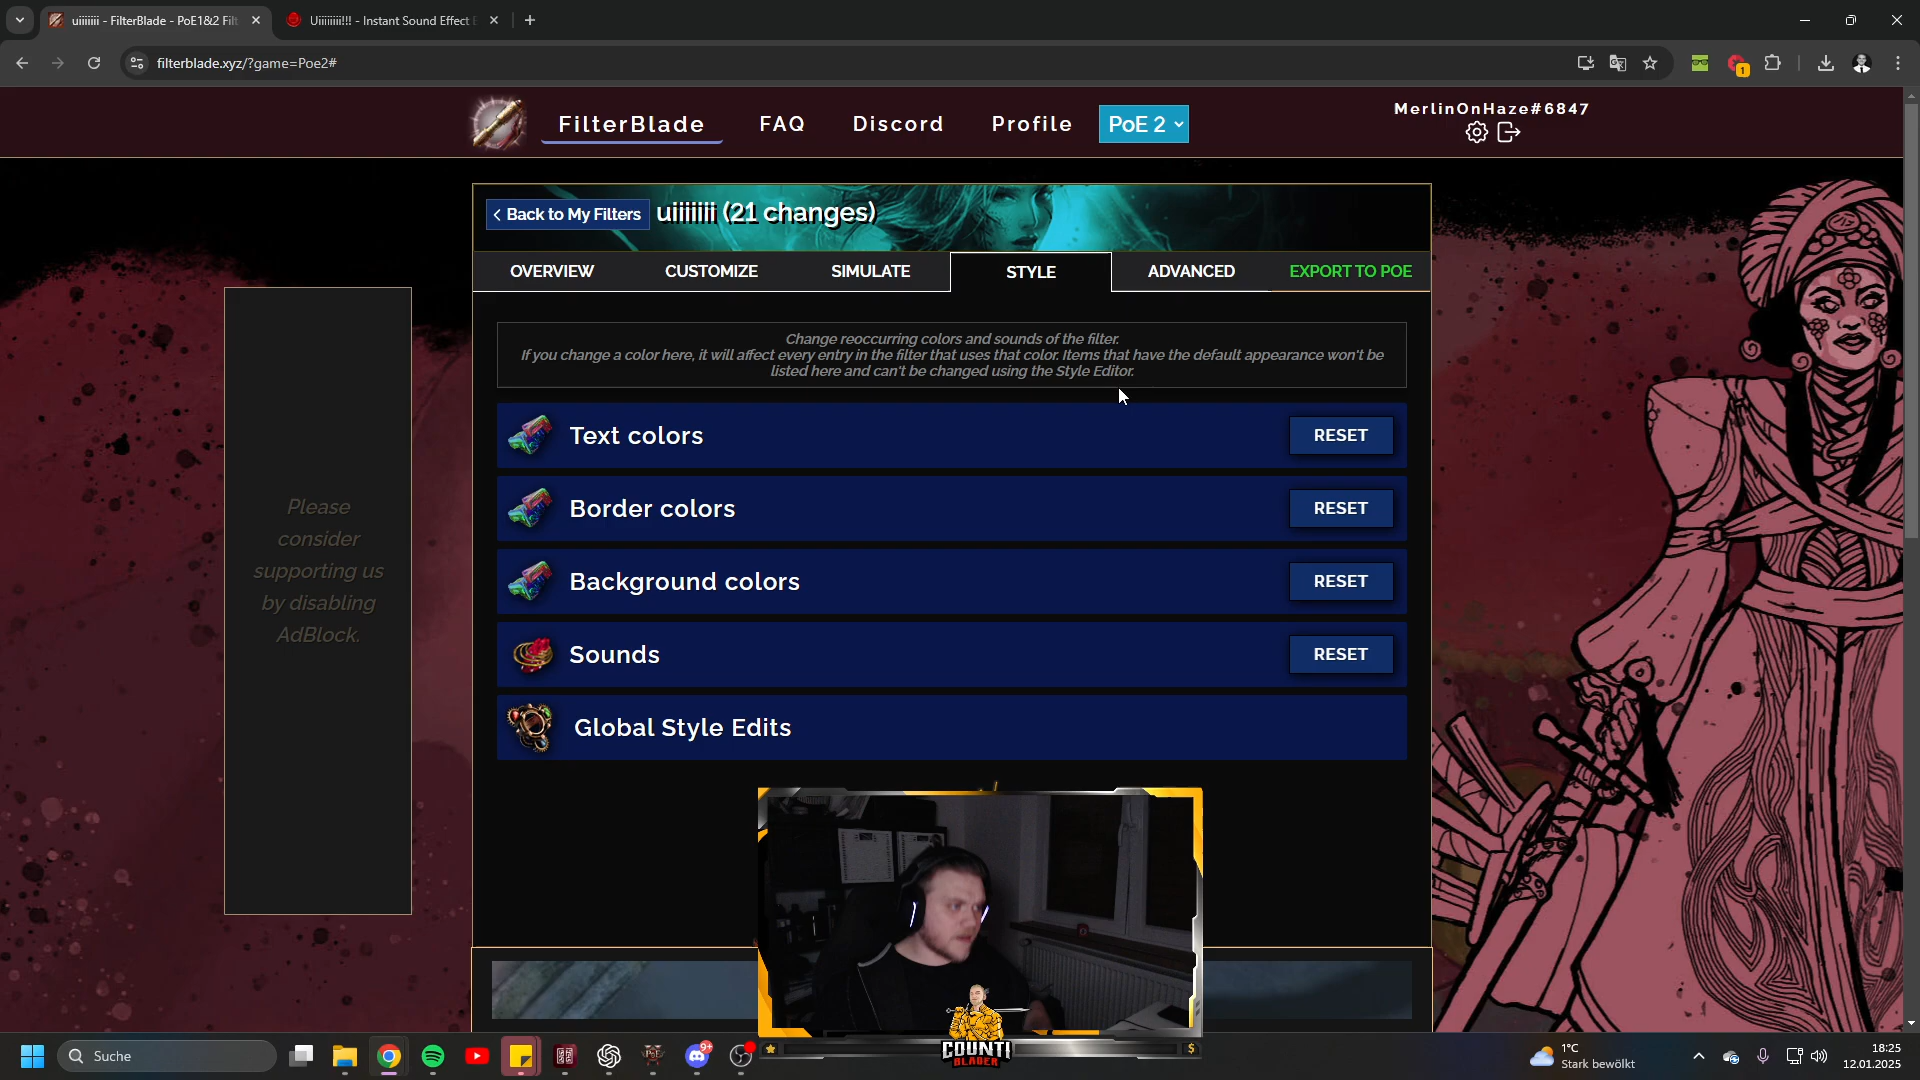 uiiiiiii - FilterBlade - PoE1&2 Filt
Uiiiiiiii!!! - Instant Sound Effect B
filterblade.xyz/?game=Poe2#
1
FilterBlade
FAQ
Discord
Profile
PoE 2
MerlinOnHaze#6847
Back to My Filters
uiiiiiii (21 changes)
OVERVIEW
CUSTOMIZE
SIMULATE
STYLE
ADVANCED
EXPORT TO POE
Change reoccurring colors and sounds of the filter.
If you change a color here, it will affect every entry in the filter that uses that color. Items that have the default appearance won't be
listed here and can't be changed using the Style Editor.
Text colors
RESET
Border colors
RESET
Background colors
RESET
Sounds
RESET
Global Style Edits
Please
consider
supporting us
by disabling
AdBlock.
COUNTI
BLADER
$
Suche
9+
1°C
Stark bewölkt
18:25
12.01.2025